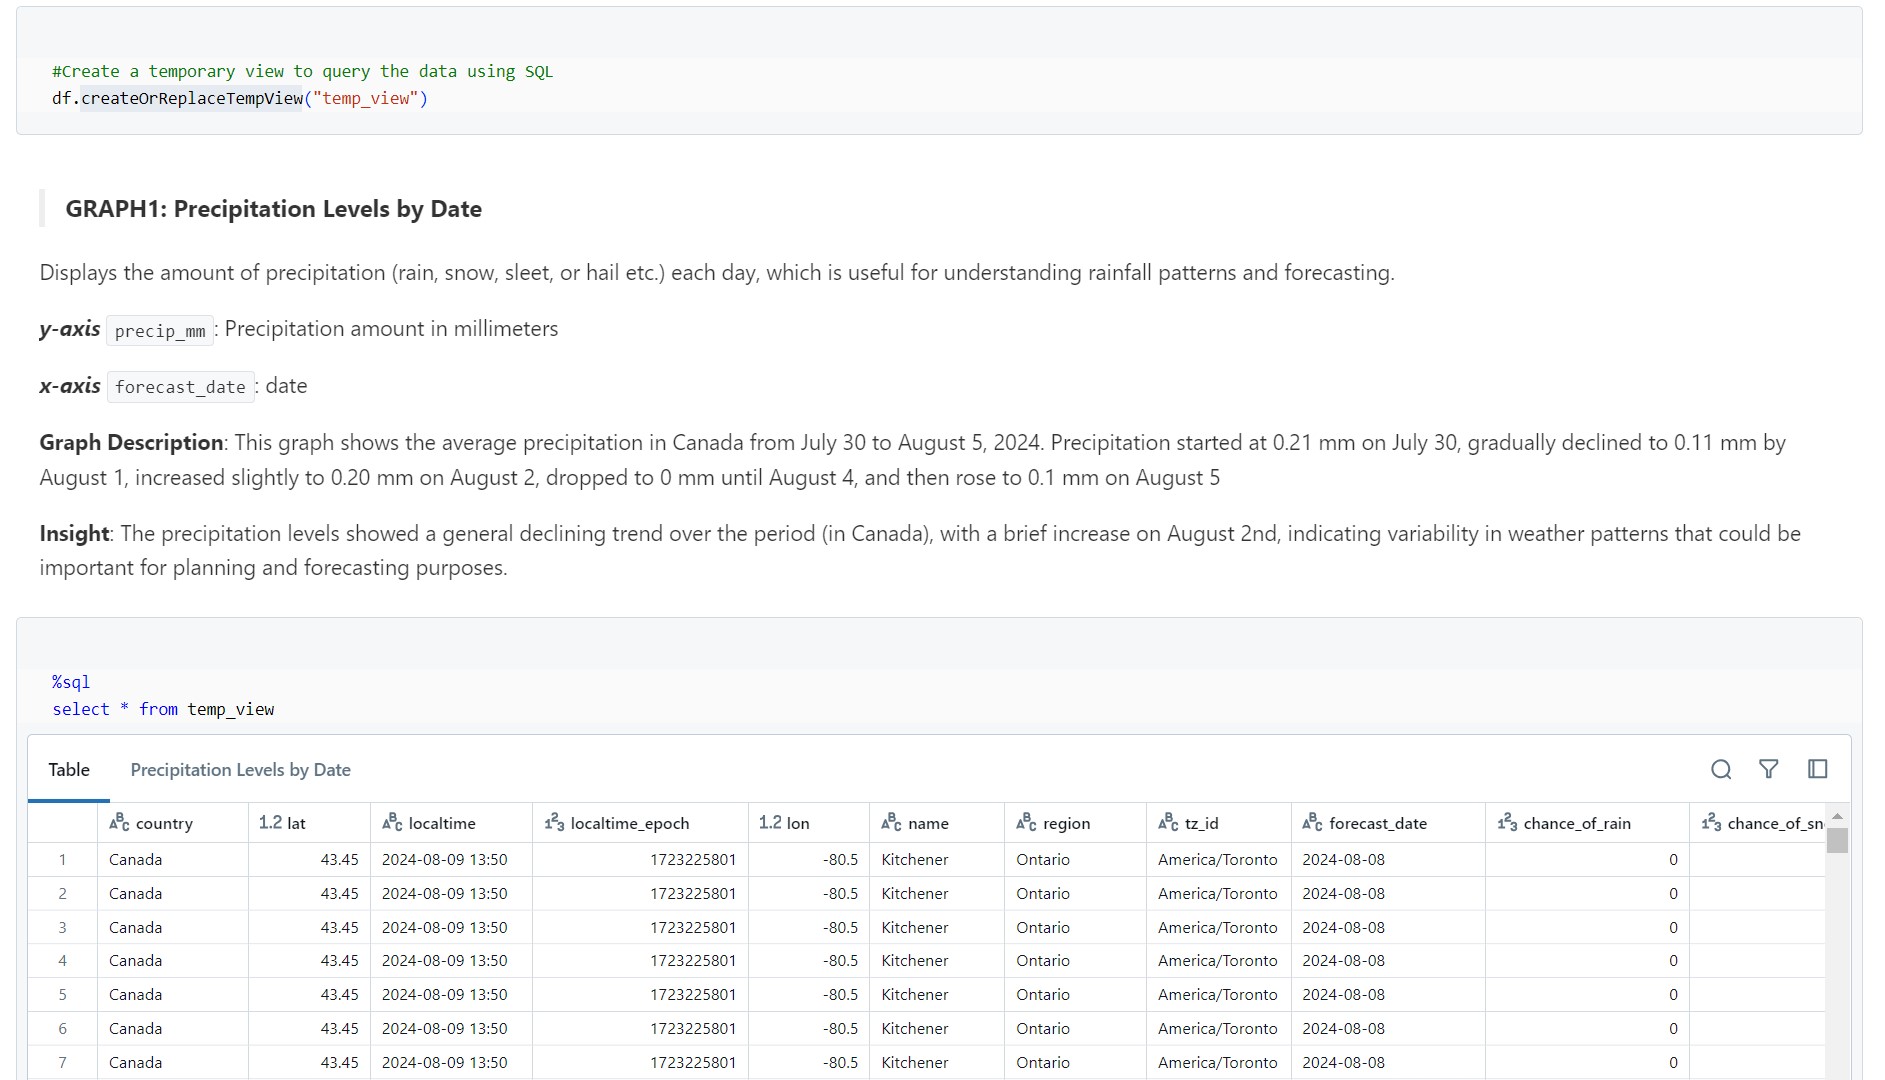 #Create a temporary view to query the data using SQL
df.createOrReplaceTempView("temp_view")
GRAPH1: Precipitation Levels by Date
Displays the amount of precipitation (rain, snow, sleet, or hail etc.) each day, which is useful for understanding rainfall patterns and forecasting.
y-axis precip_mm: Precipitation amount in millimeters
x-axis forecast_date: date
Graph Description: This graph shows the average precipitation in Canada from July 30 to August 5, 2024. Precipitation started at 0.21 mm on July 30, gradually declined to 0.11 mm by
August 1, increased slightly to 0.20 mm on August 2, dropped to 0 mm until August 4, and then rose to 0.1 mm on August 5
Insight: The precipitation levels showed a general declining trend over the period (in Canada), with a brief increase on August 2nd, indicating variability in weather patterns that could be
important for planning and forecasting purposes.
%sql
select * from temp_view
Table Precipitation Levels by Date
ABC country 1.2 lat ABC localtime 123 localtime_epoch 1.2 lon ABC name ABC region ABC tz_id ABC forecast_date 123 chance_of_rain 123 chance_of_sn
1 Canada 43.45 2024-08-09 13:50 1723225801 -80.5 Kitchener Ontario America/Toronto 2024-08-08 0
2 Canada 43.45 2024-08-09 13:50 1723225801 -80.5 Kitchener Ontario America/Toronto 2024-08-08 0
3 Canada 43.45 2024-08-09 13:50 1723225801 -80.5 Kitchener Ontario America/Toronto 2024-08-08 0
4 Canada 43.45 2024-08-09 13:50 1723225801 -80.5 Kitchener Ontario America/Toronto 2024-08-08 0
5 Canada 43.45 2024-08-09 13:50 1723225801 -80.5 Kitchener Ontario America/Toronto 2024-08-08 0
6 Canada 43.45 2024-08-09 13:50 1723225801 -80.5 Kitchener Ontario America/Toronto 2024-08-08 0
7 Canada 43.45 2024-08-09 13:50 1723225801 -80.5 Kitchener Ontario America/Toronto 2024-08-08 0